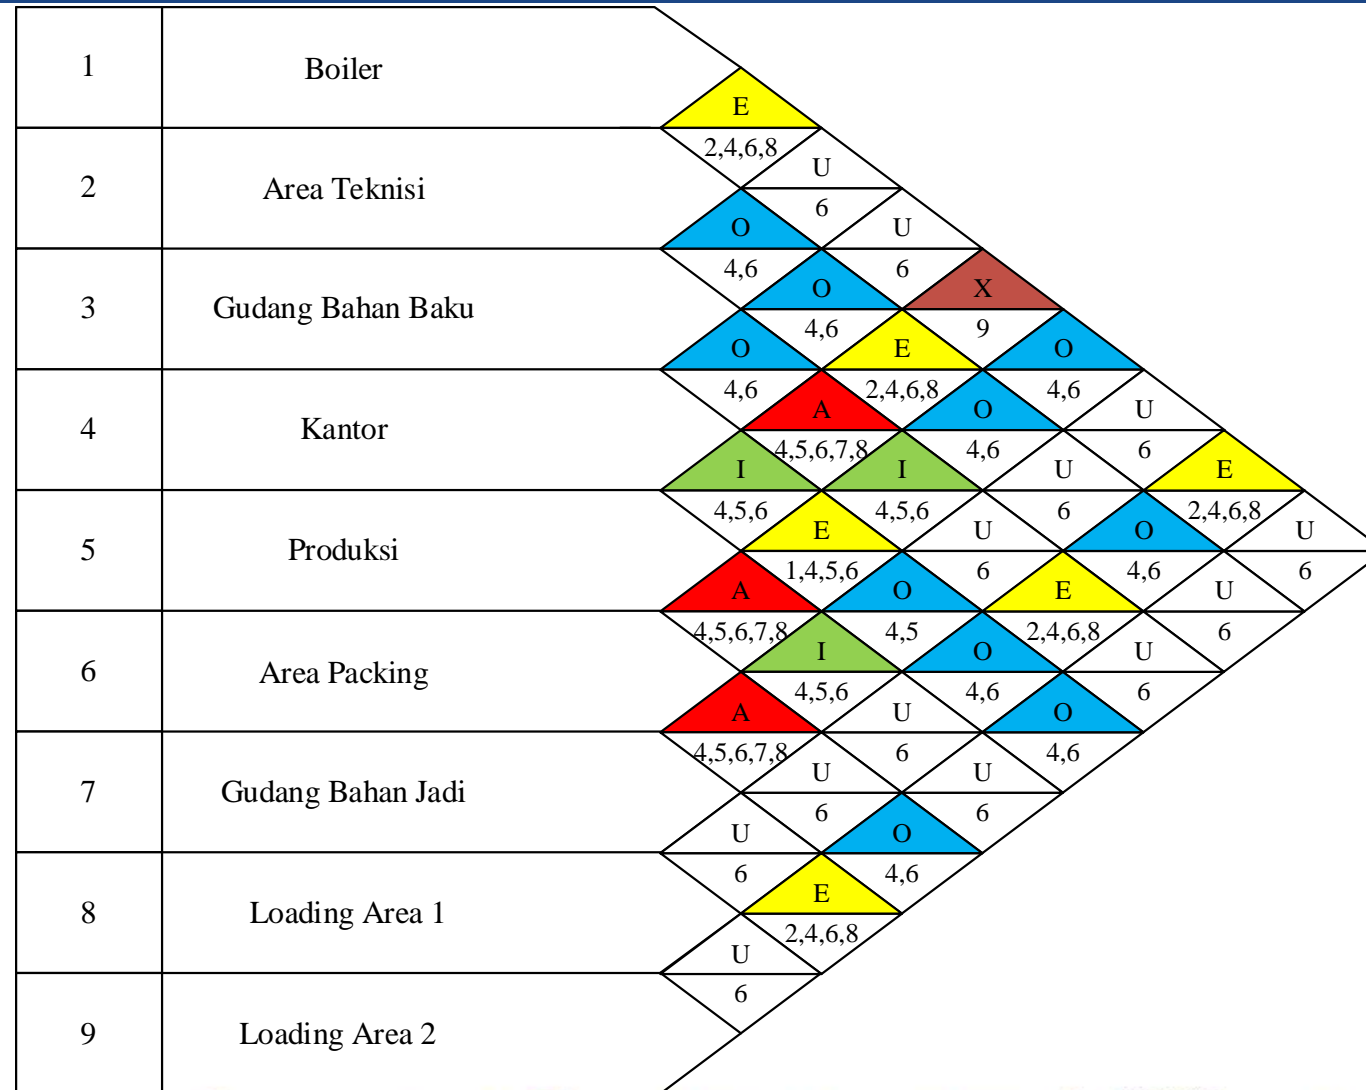 1 Boiler
E
2,4,6,8
U
2 Area Teknisi
6
O U
4,6 6
O X
3 Gudang Bahan Baku
4,6 9
O E O
4,6 2,4,6,8 4,6
A O U
4 Kantor
4,5,6,7,8 4,6 6
I I U E
4,5,6 4,5,6 6 2,4,6,8
E U O U
5 Produksi
1,4,5,6 6 4,6 6
A O E U
4,5,6,7,8 4,5 2,4,6,8 6
I O U
6 Area Packing
4,5,6 4,6 6
A U O
4,5,6,7,8 6 4,6
U U
7 Gudang Bahan Jadi
6 6
U O
6 4,6
E
8 Loading Area 1
2,4,6,8
U
6
9 Loading Area 2